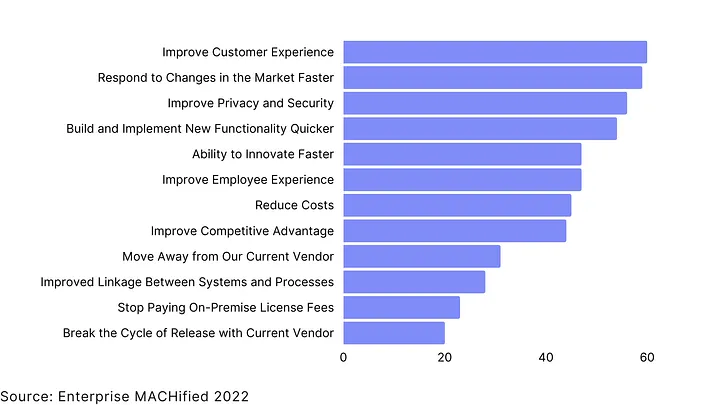 Improve Customer Experience
Respond to Changes in the Market Faster
Improve Privacy and Security
Build and Implement New Functionality Quicker
Ability to Innovate Faster
Improve Employee Experience
Reduce Costs
Improve Competitive Advantage
Move Away from Our Current Vendor
Improved Linkage Between Systems and Processes
Stop Paying On-Premise License Fees
Break the Cycle of Release with Current Vendor
0 20 40 60
Source: Enterprise MACHified 2022